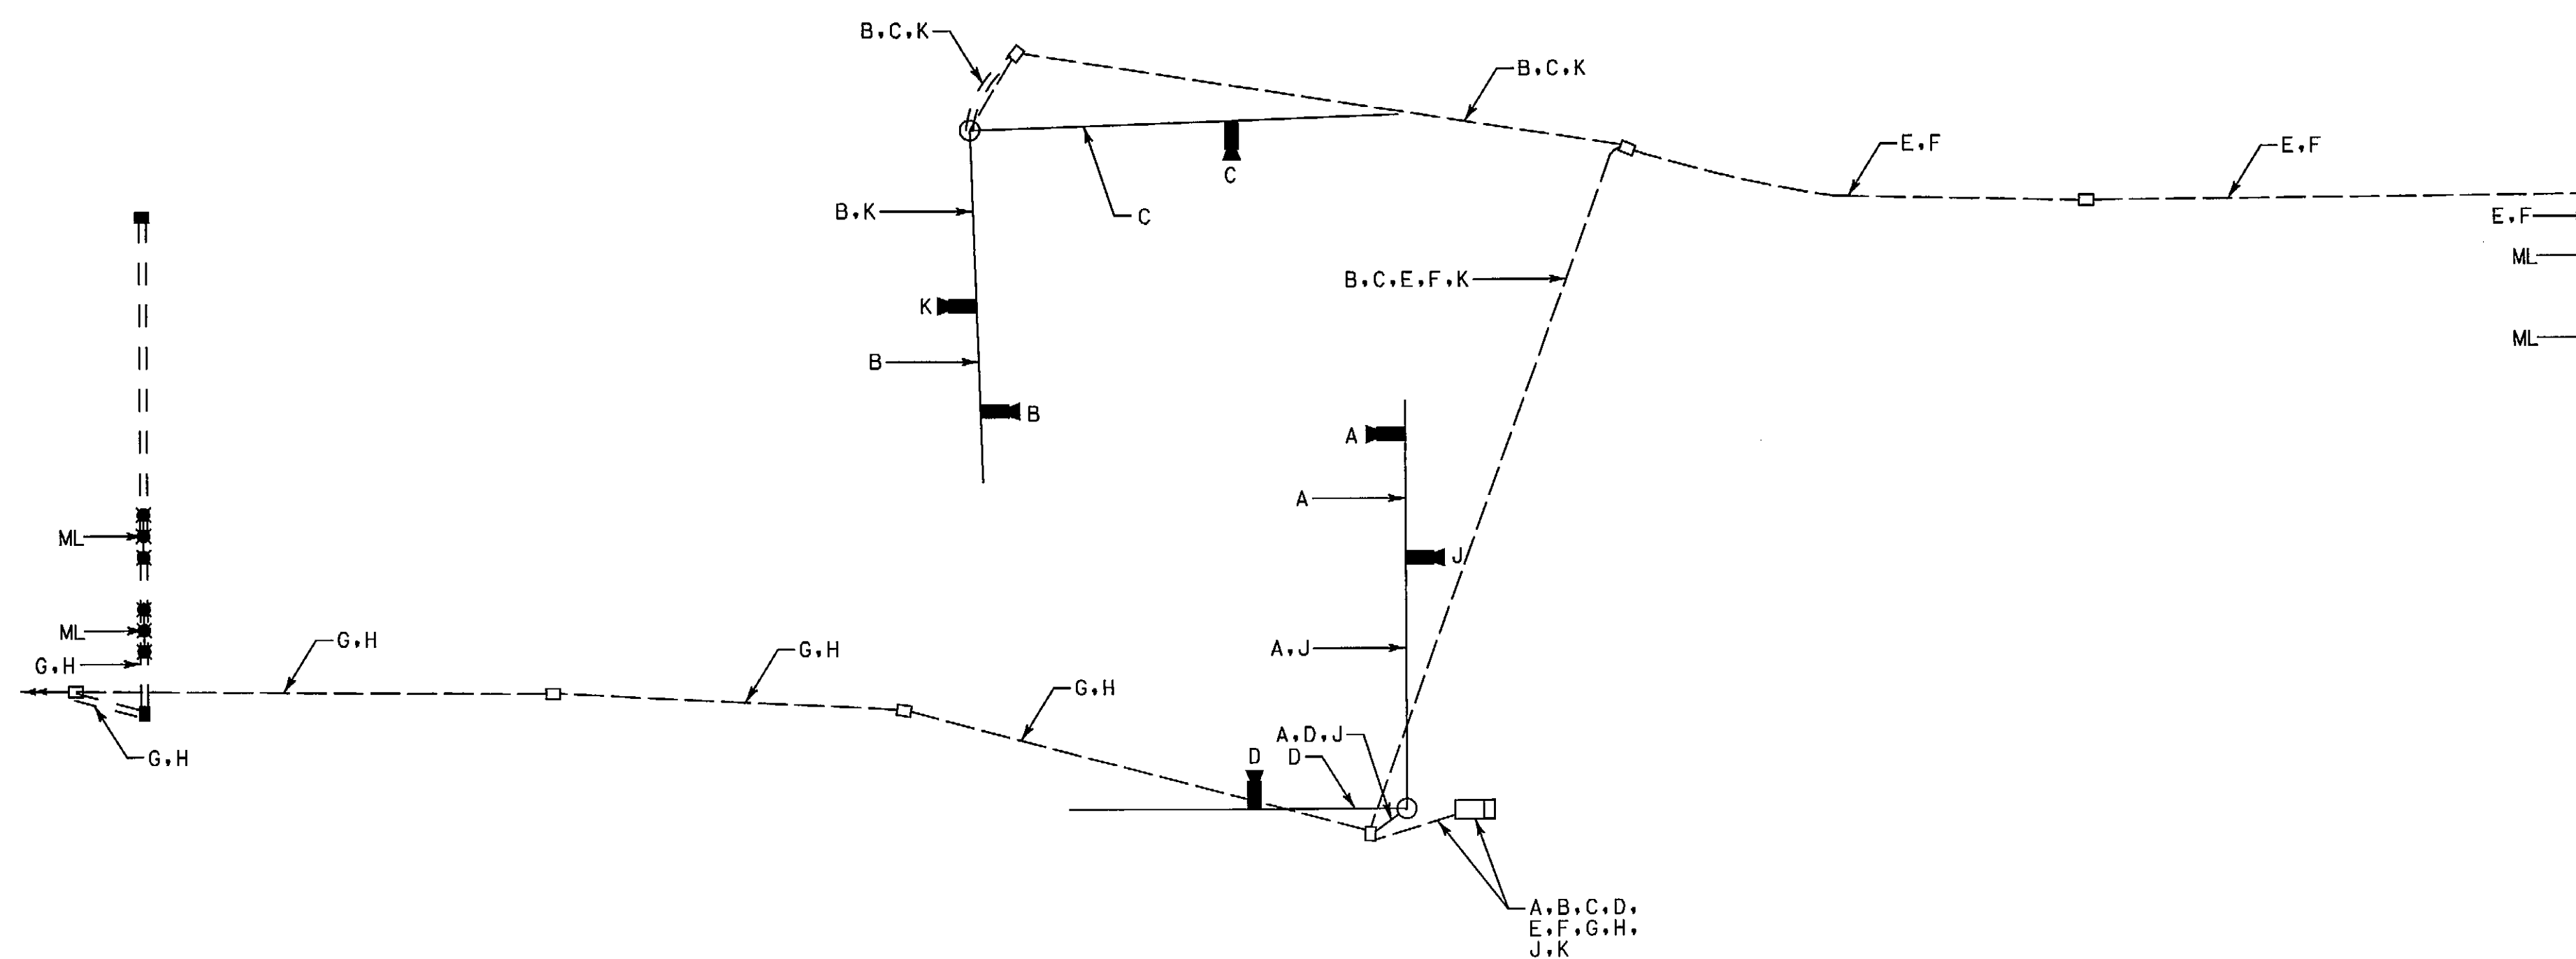 B,C,K
B,C,K
E,F
E,F
C
B,K
C
E,F
ML
B,C,E,F,K
K
ML
B
B
A
A
ML
J
ML
G,H
A,J
G,H
G,H
G,H
A,D,J
G,H
D
D
A,B,C,D,
E,F,G,H,
J,K